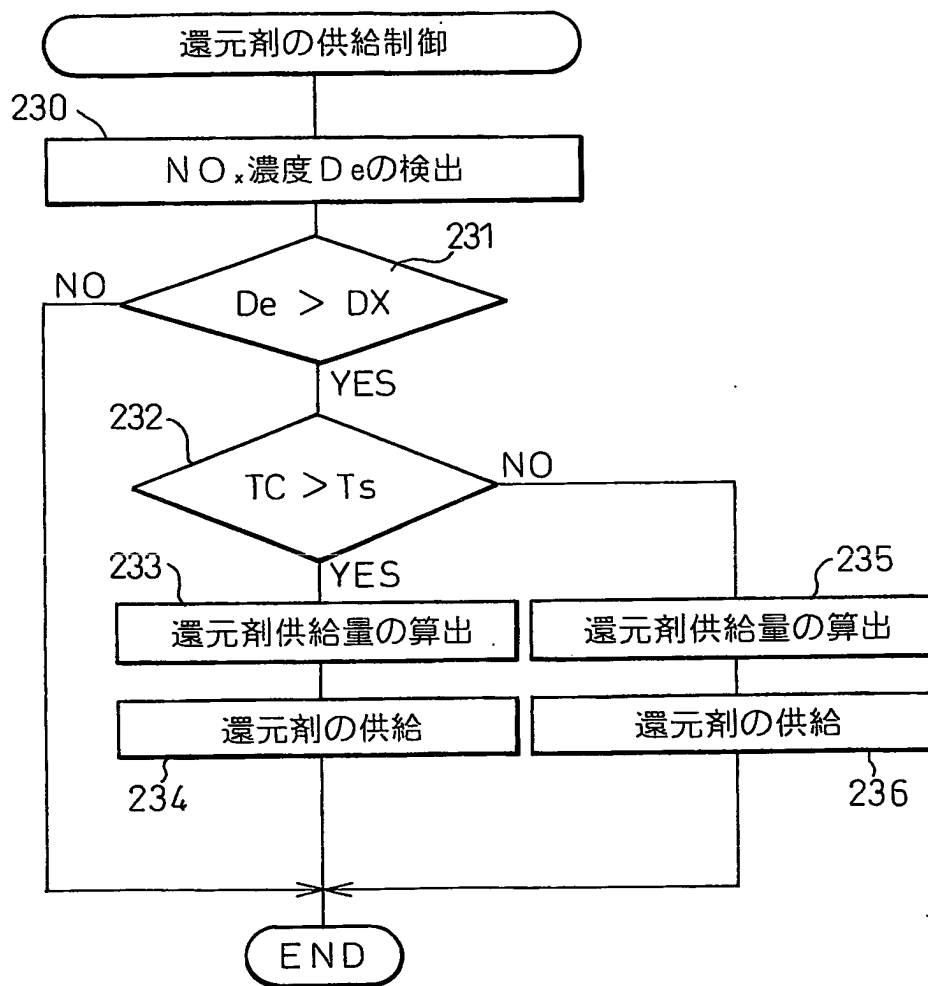 還元剤の供給制御
230
NOₓ濃度Deの検出
231
De > DX
NO
YES
232
TC > Ts
NO
YES
233
還元剤供給量の算出
235
還元剤供給量の算出
還元剤の供給
234
還元剤の供給
236
END